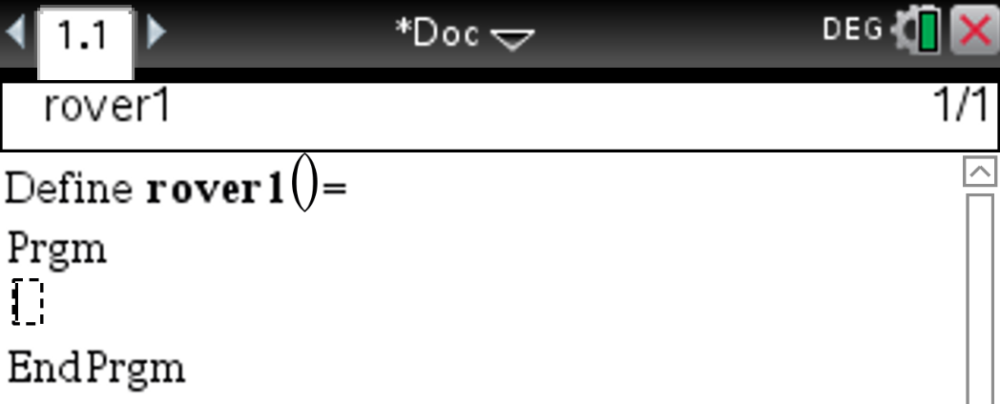 1.1 *Doc DEG
rover1 1/1
Define rover1()=
Prgm
EndPrgm